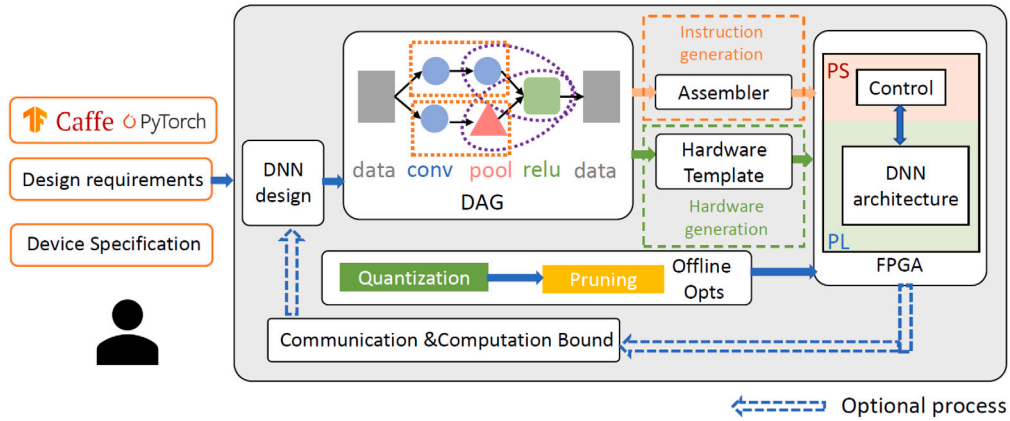 Caffe PyTorch
Design requirements
Device Specification
DNN
design
data conv pool relu data
DAG
Instruction
generation
Assembler
Hardware
Template
Hardware
generation
PS
Control
DNN
architecture
PL
FPGA
Quantization
Pruning
Offline
Opts
Communication &Computation Bound
Optional process